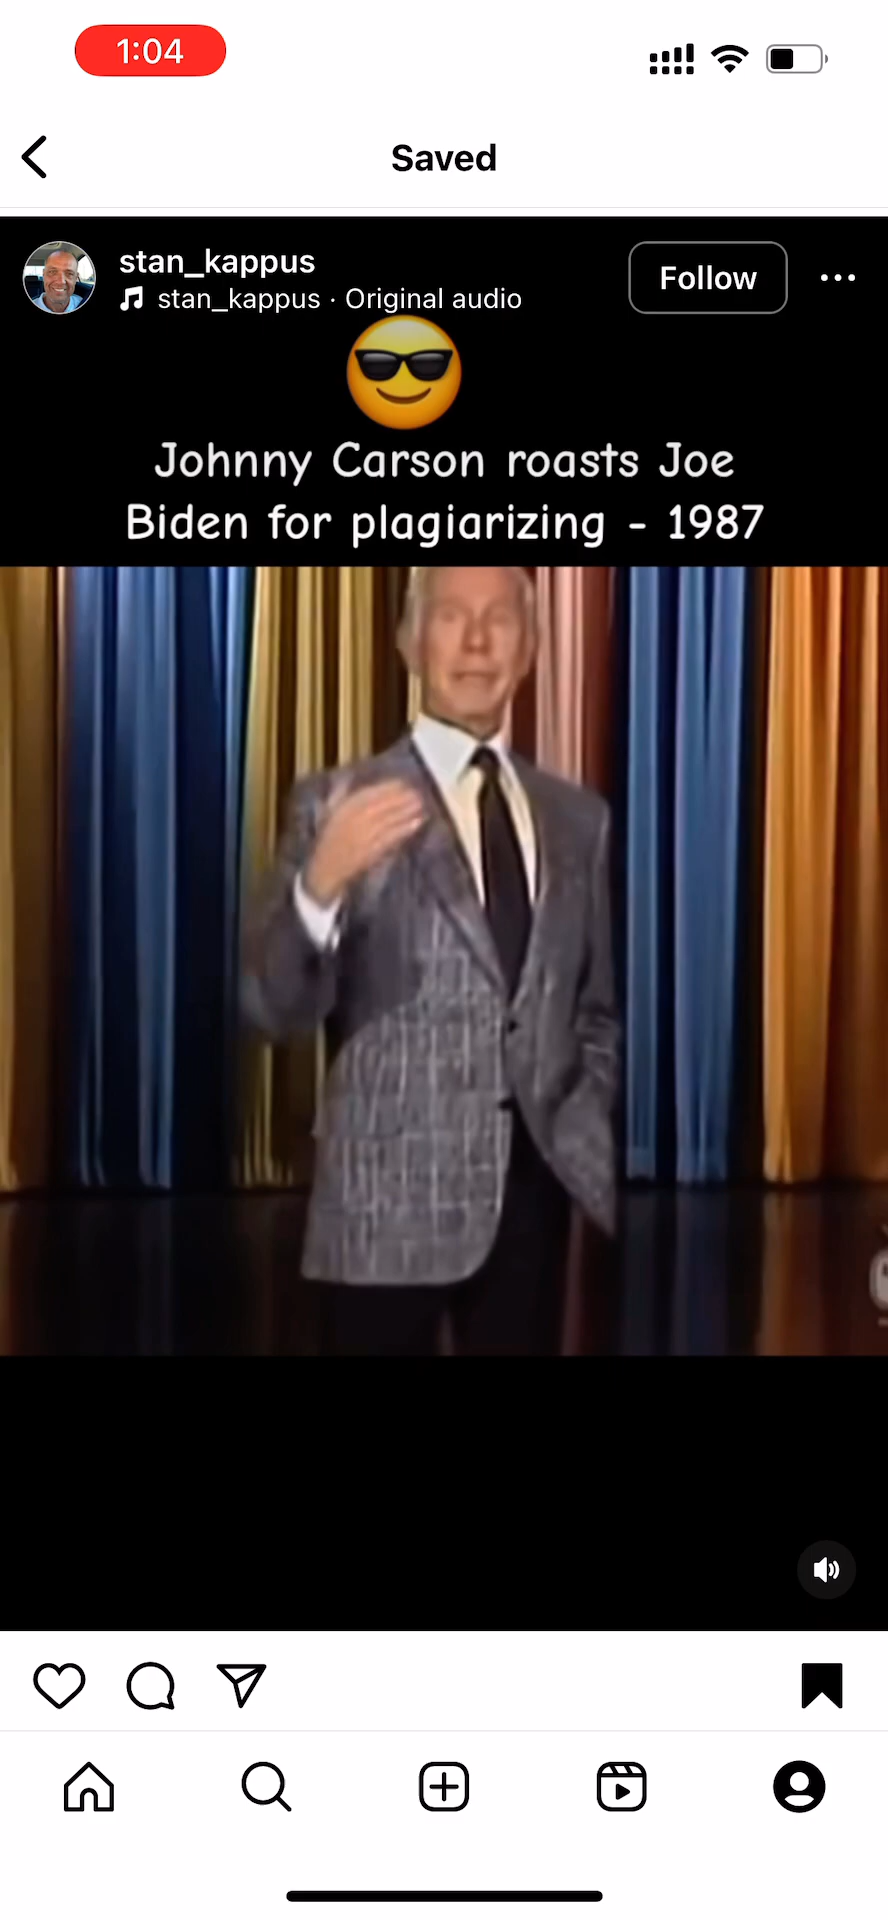 1:04
Saved
stan_kappus
stan_kappus · Original audio
Follow
Johnny Carson roasts Joe
Biden for plagiarizing - 1987